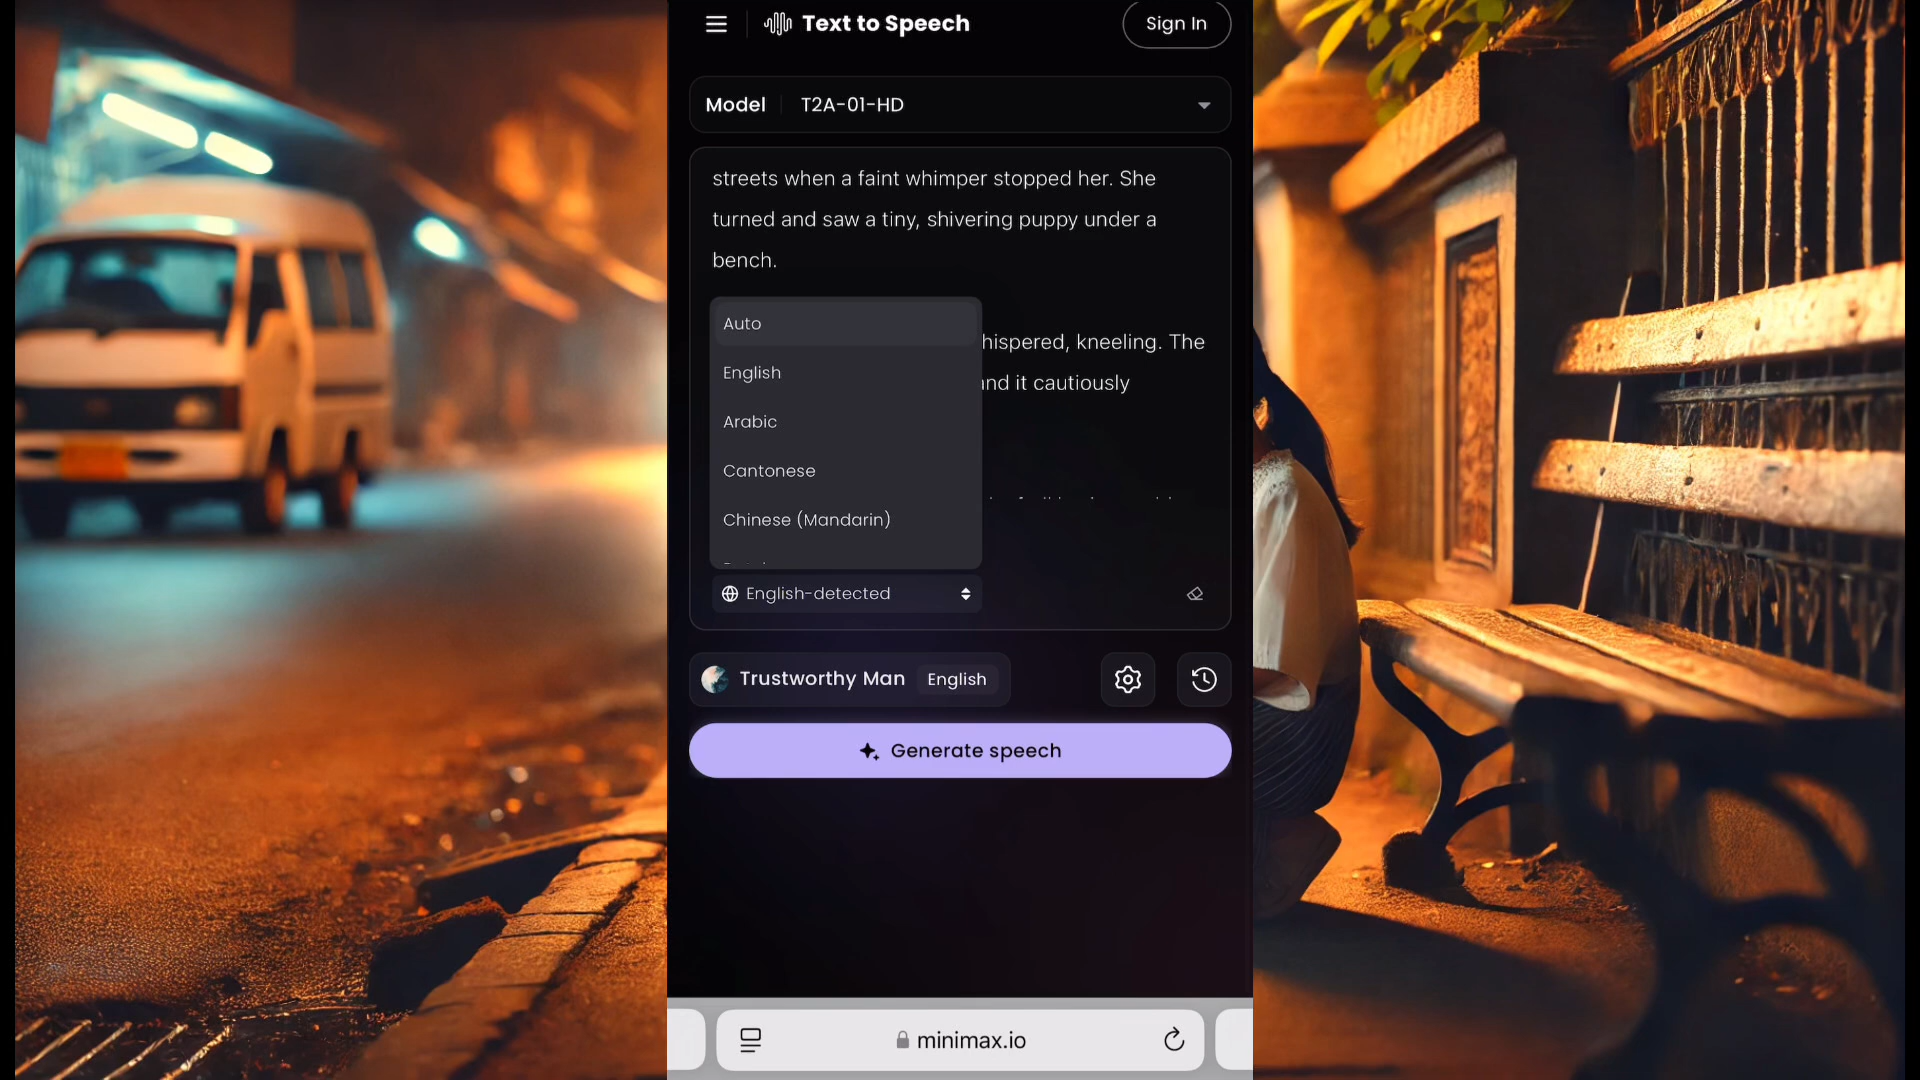 Text to Speech
Sign In
Model
T2A-01-HD
streets when a faint whimper stopped her. She
turned and saw a tiny, shivering puppy under a
bench.
hispered, kneeling. The
nd it cautiously
Auto
English
Arabic
Cantonese
Chinese (Mandarin)
English-detected
Trustworthy Man
English
Generate speech
minimax.io